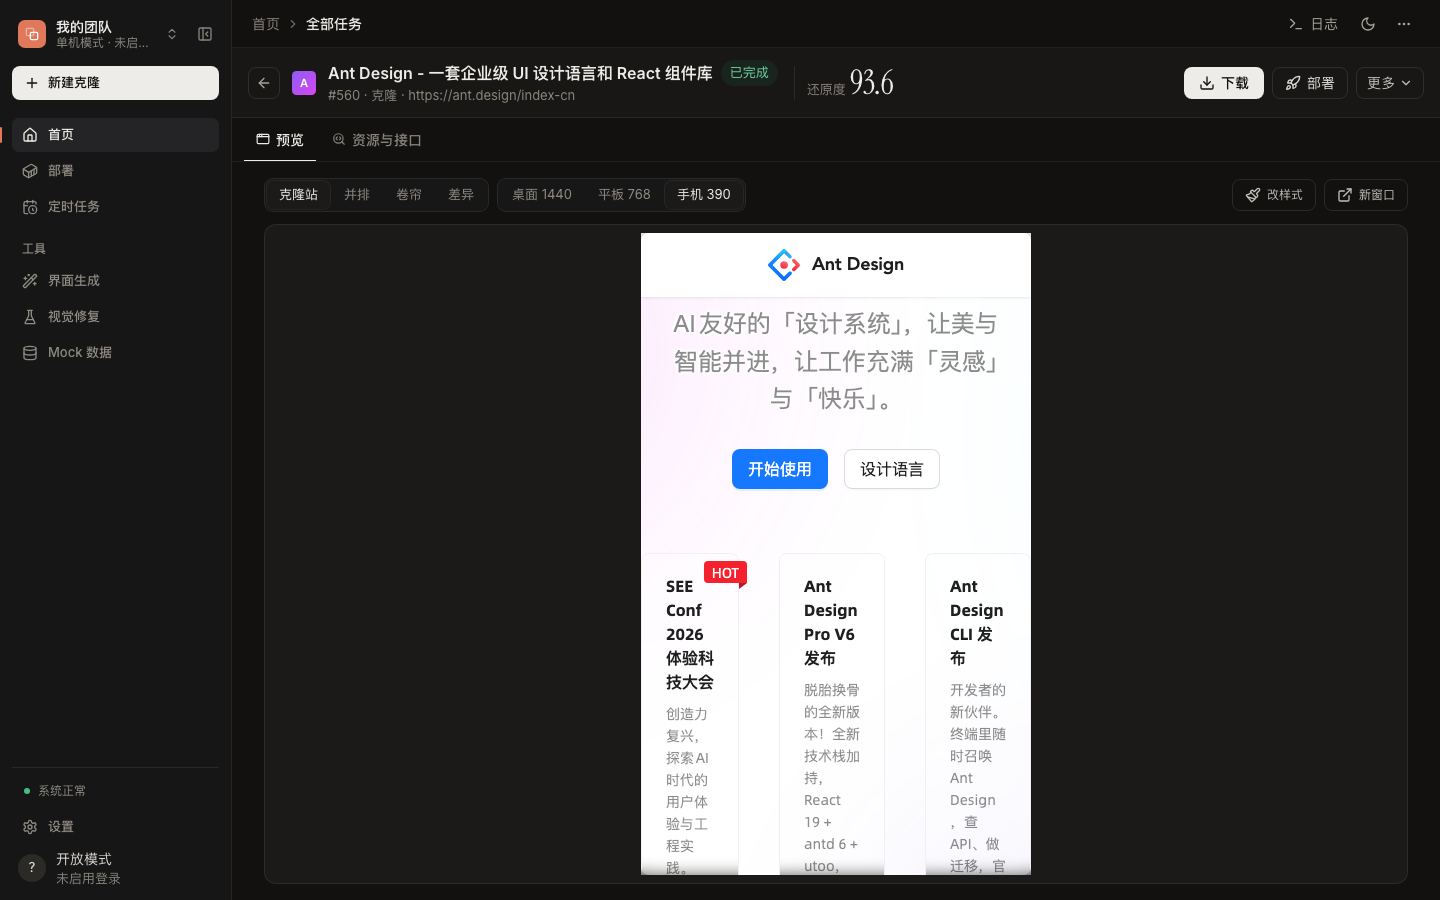 我的团队
单机模式 · 未启...
新建克隆
首页
部署
定时任务
工具
界面生成
视觉修复
Mock 数据
系统正常
设置
?
开放模式
未启用登录
首页
全部任务
日志
A
Ant Design - 一套企业级 UI 设计语言和 React 组件库
已完成
#560 · 克隆 · https://ant.design/index-cn
还原度 93.6
下载
部署
更多
预览
资源与接口
克隆站
并排
卷帘
差异
桌面 1440
平板 768
手机 390
改样式
新窗口
Ant Design
AI 友好的「设计系统」，让美与
智能并进，让工作充满「灵感」
与「快乐」。
开始使用
设计语言
HOT
SEE
Conf
2026
体验科
技大会
创造力
复兴，
探索 AI
时代的
用户体
验与工
程实
践。
Ant
Design
Pro V6
发布
脱胎换骨
的全新版
本！全新
技术栈加
持，
React
19 +
antd 6 +
utoo，
Ant
Design
CLI 发
布
开发者的
新伙伴。
终端里随
时召唤
Ant
Design
，查
API、做
迁移，官